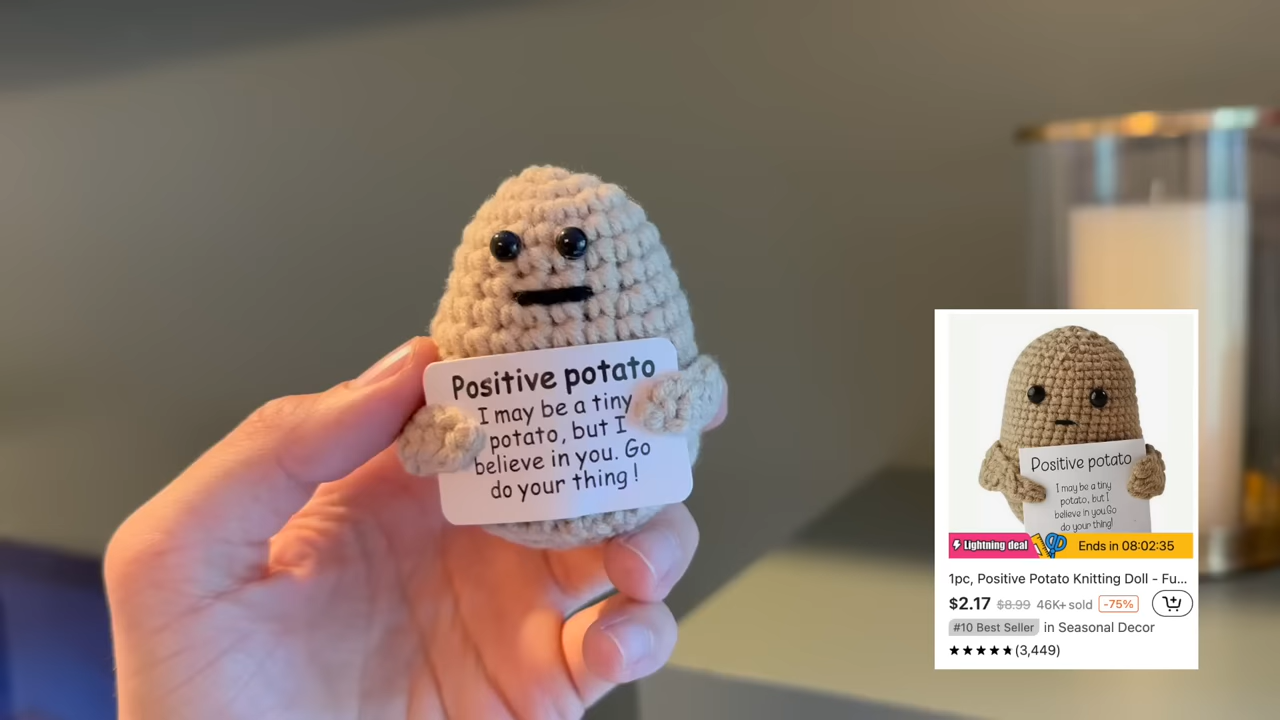 Positive potato
I may be a tiny
potato, but I
believe in you. Go
do your thing !
Positive potato
I may be a tiny
potato, but I
believe in you.Go
do your thing!
Lightning deal
Ends in 08:02:35
1pc, Positive Potato Knitting Doll - Fu...
$2.17 $8.99 46K+sold -75%
#10 Best Seller in Seasonal Decor
(3,449)